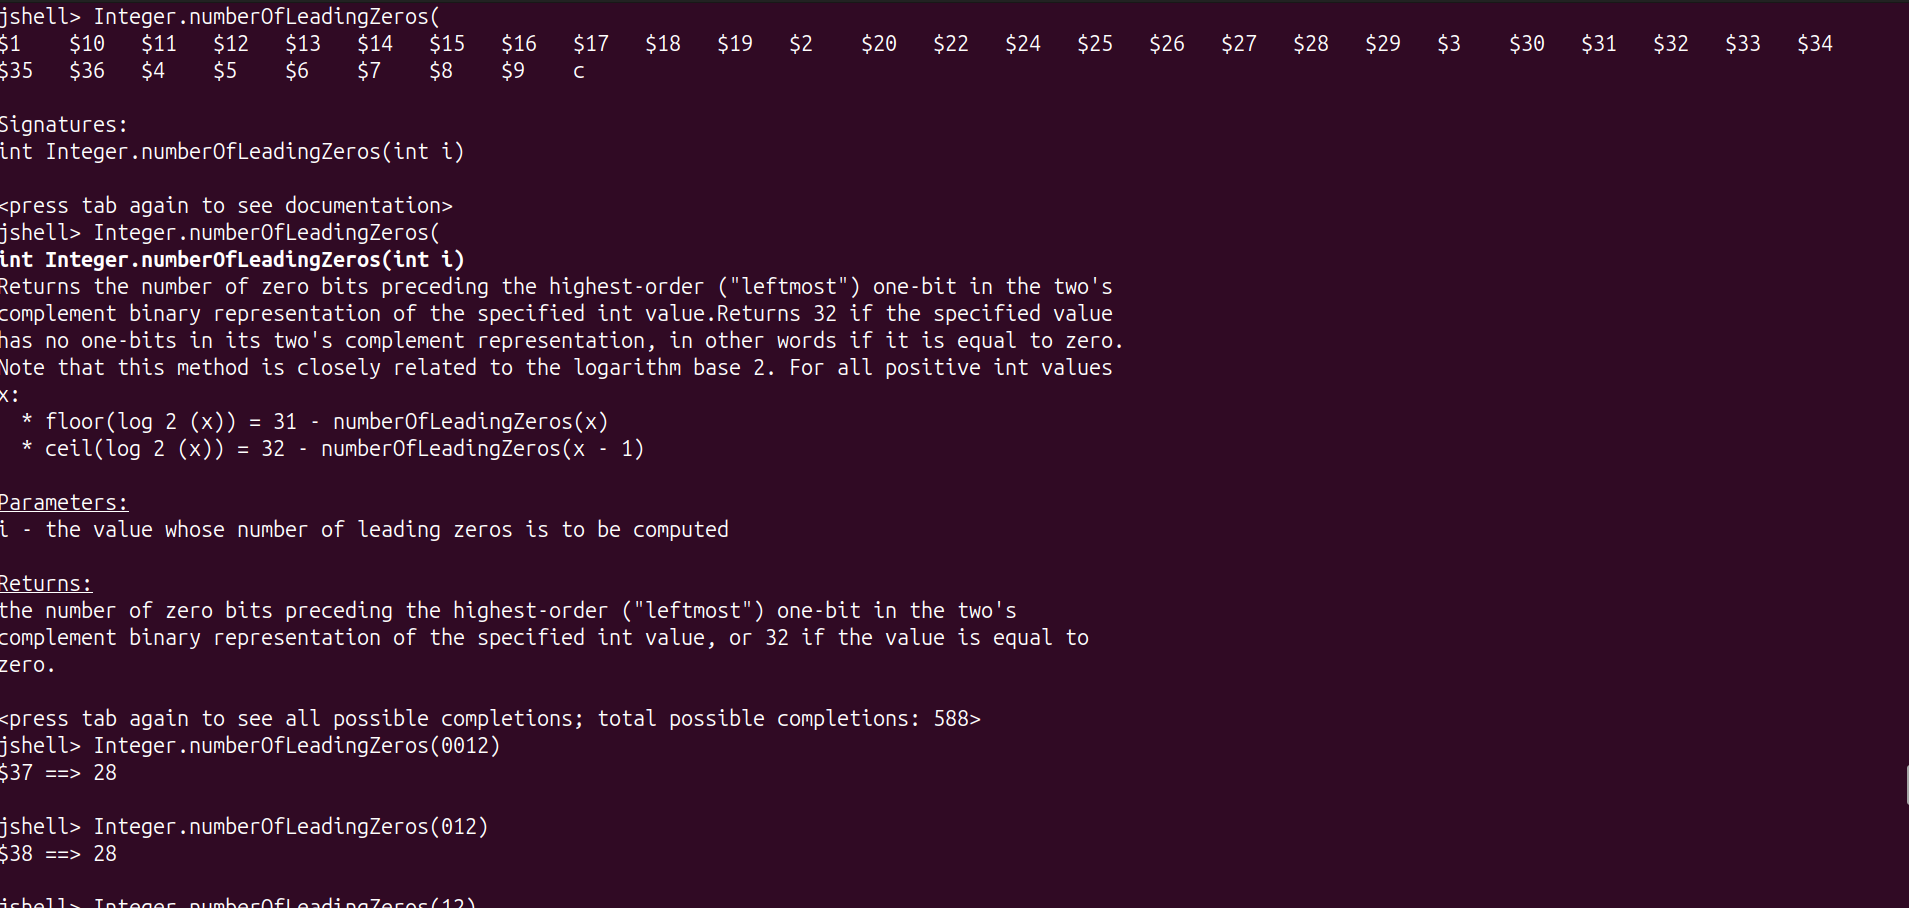 jshell> Integer.numberOfLeadingZeros(
$1    $10   $11   $12   $13   $14   $15   $16   $17   $18   $19   $2    $20   $22   $24   $25   $26   $27   $28   $29   $3    $30   $31   $32   $33   $34
$35   $36   $4    $5    $6    $7    $8    $9    c
Signatures:
int Integer.numberOfLeadingZeros(int i)
<press tab again to see documentation>
jshell> Integer.numberOfLeadingZeros(
int Integer.numberOfLeadingZeros(int i)
Returns the number of zero bits preceding the highest-order ("leftmost") one-bit in the two's
complement binary representation of the specified int value.Returns 32 if the specified value
has no one-bits in its two's complement representation, in other words if it is equal to zero.
Note that this method is closely related to the logarithm base 2. For all positive int values
x:
  * floor(log 2 (x)) = 31 - numberOfLeadingZeros(x)
  * ceil(log 2 (x)) = 32 - numberOfLeadingZeros(x - 1)
Parameters:
i - the value whose number of leading zeros is to be computed
Returns:
the number of zero bits preceding the highest-order ("leftmost") one-bit in the two's
complement binary representation of the specified int value, or 32 if the value is equal to
zero.
<press tab again to see all possible completions; total possible completions: 588>
jshell> Integer.numberOfLeadingZeros(0012)
$37 ==> 28
jshell> Integer.numberOfLeadingZeros(012)
$38 ==> 28
jshell> Integer.numberOfLeadingZeros(12)